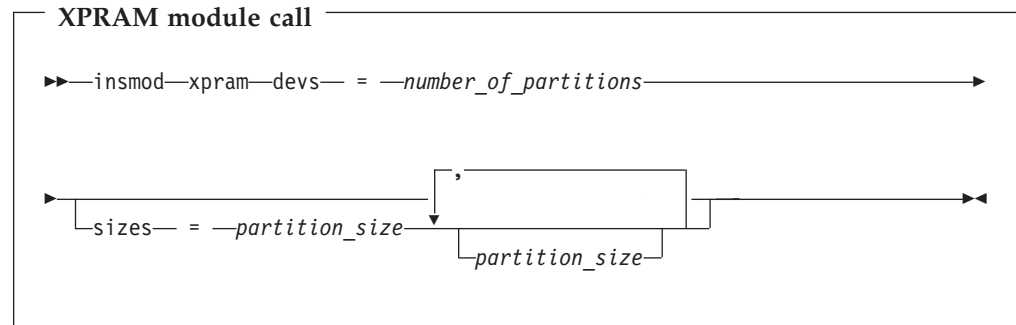 XPRAM module call
insmod xpram devs = number_of_partitions
,
sizes = partition_size
partition_size